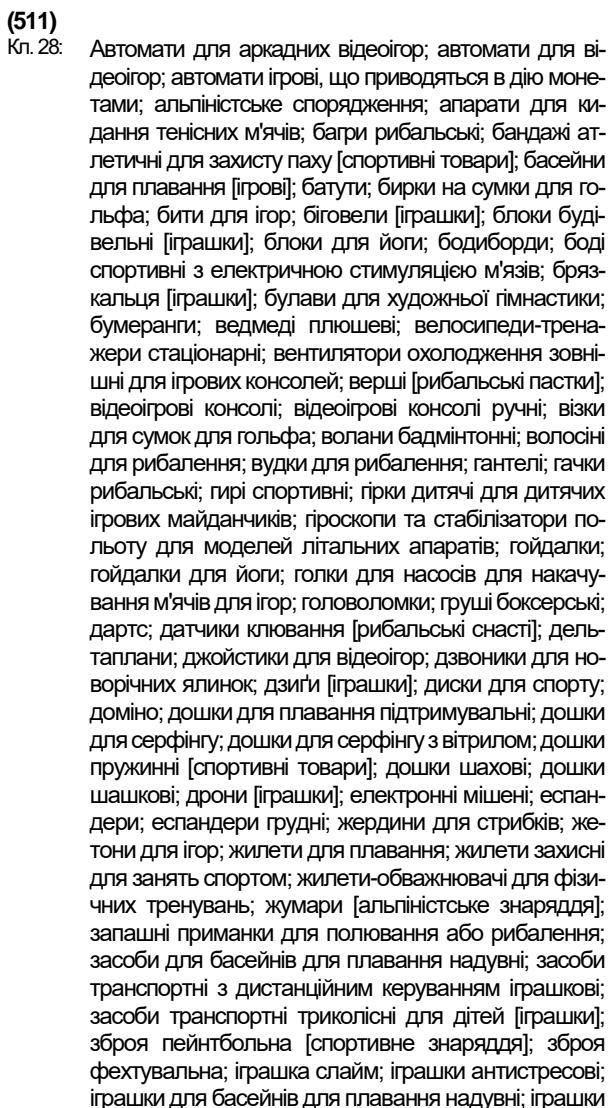 (511)
Кл. 28: Автомати для аркадних відеоігор; автомати для ві-
деоігор; автомати ігрові, що приводяться в дію моне-
тами; альпіністське спорядження; апарати для ки-
дання тенісних м'ячів; багри рибальські; бандажі ат-
летичні для захисту паху [спортивні товари]; басейни
для плавання [ігрові]; батути; бирки на сумки для го-
льфа; бити для ігор; біговели [іграшки]; блоки буді-
вельні [іграшки]; блоки для йоги; бодиборди; боді
спортивні з електричною стимуляцією м'язів; бряз-
кальця [іграшки]; булави для художньої гімнастики;
бумеранги; ведмеді плюшеві; велосипеди-трена-
жери стаціонарні; вентилятори охолодження зовні-
шні для ігрових консолей; верші [рибальські пастки];
відеоігрові консолі; відеоігрові консолі ручні; візки
для сумок для гольфа; волани бадмінтонні; волосіні
для рибалення; вудки для рибалення; гантелі; гачки
рибальські; гирі спортивні; гірки дитячі для дитячих
ігрових майданчиків; гіроскопи та стабілізатори по-
льоту для моделей літальних апаратів; гойдалки;
гойдалки для йоги; голки для насосів для накачу-
вання м'ячів для ігор; головоломки; груші боксерські;
дартс; датчики клювання [рибальські снасті]; дель-
таплани; джойстики для відеоігор; дзвоники для но-
ворічних ялинок; дзиґи [іграшки]; диски для спорту;
доміно; дошки для плавання підтримувальні; дошки
для серфінгу; дошки для серфінгу з вітрилом; дошки
пружинні [спортивні товари]; дошки шахові; дошки
шашкові; дрони [іграшки]; електронні мішені; еспан-
дери; еспандери грудні; жердини для стрибків; же-
тони для ігор; жилети для плавання; жилети захисні
для занять спортом; жилети-обважнювачі для фізи-
чних тренувань; жумари [альпіністське знаряддя];
запашні приманки для полювання або рибалення;
засоби для басейнів для плавання надувні; засоби
транспортні з дистанційним керуванням іграшкові;
засоби транспортні триколісні для дітей [іграшки];
зброя пейнтбольна [спортивне знаряддя]; зброя
фехтувальна; іграшка слайм; іграшки антистресові;
іграшки для басейнів для плавання надувні; іграшки